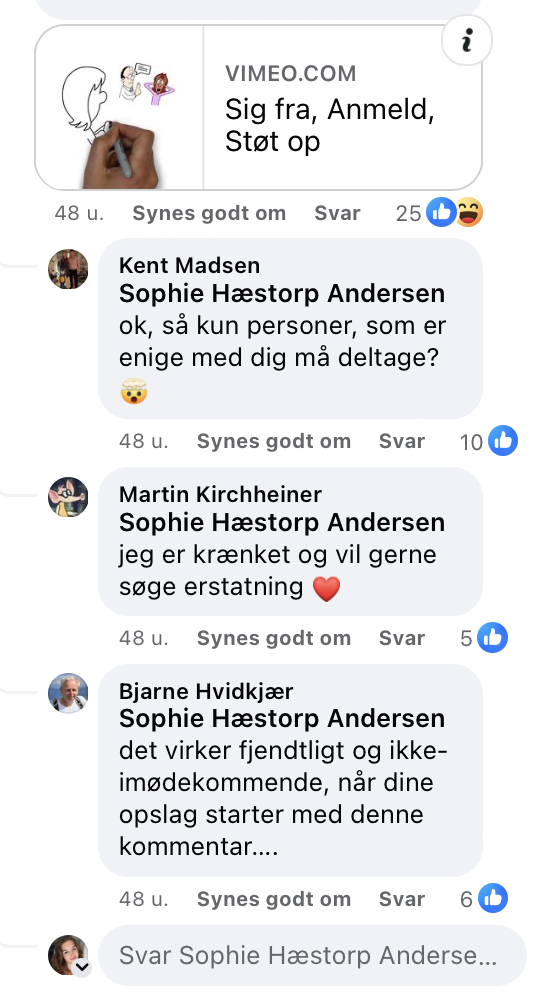 VIMEO.COM
Sig fra, Anmeld,
Støt op
48 u. Synes godt om Svar 25
Kent Madsen
Sophie Hæstorp Andersen
ok, så kun personer, som er
enige med dig må deltage?
🤯
48 u. Synes godt om Svar 10
Martin Kirchheiner
Sophie Hæstorp Andersen
jeg er krænket og vil gerne
søge erstatning ❤️
48 u. Synes godt om Svar 5
Bjarne Hvidkjær
Sophie Hæstorp Andersen
det virker fjendtligt og ikke-
imødekommende, når dine
opslag starter med denne
kommentar....
48 u. Synes godt om Svar 6
Svar Sophie Hæstorp Anderse...